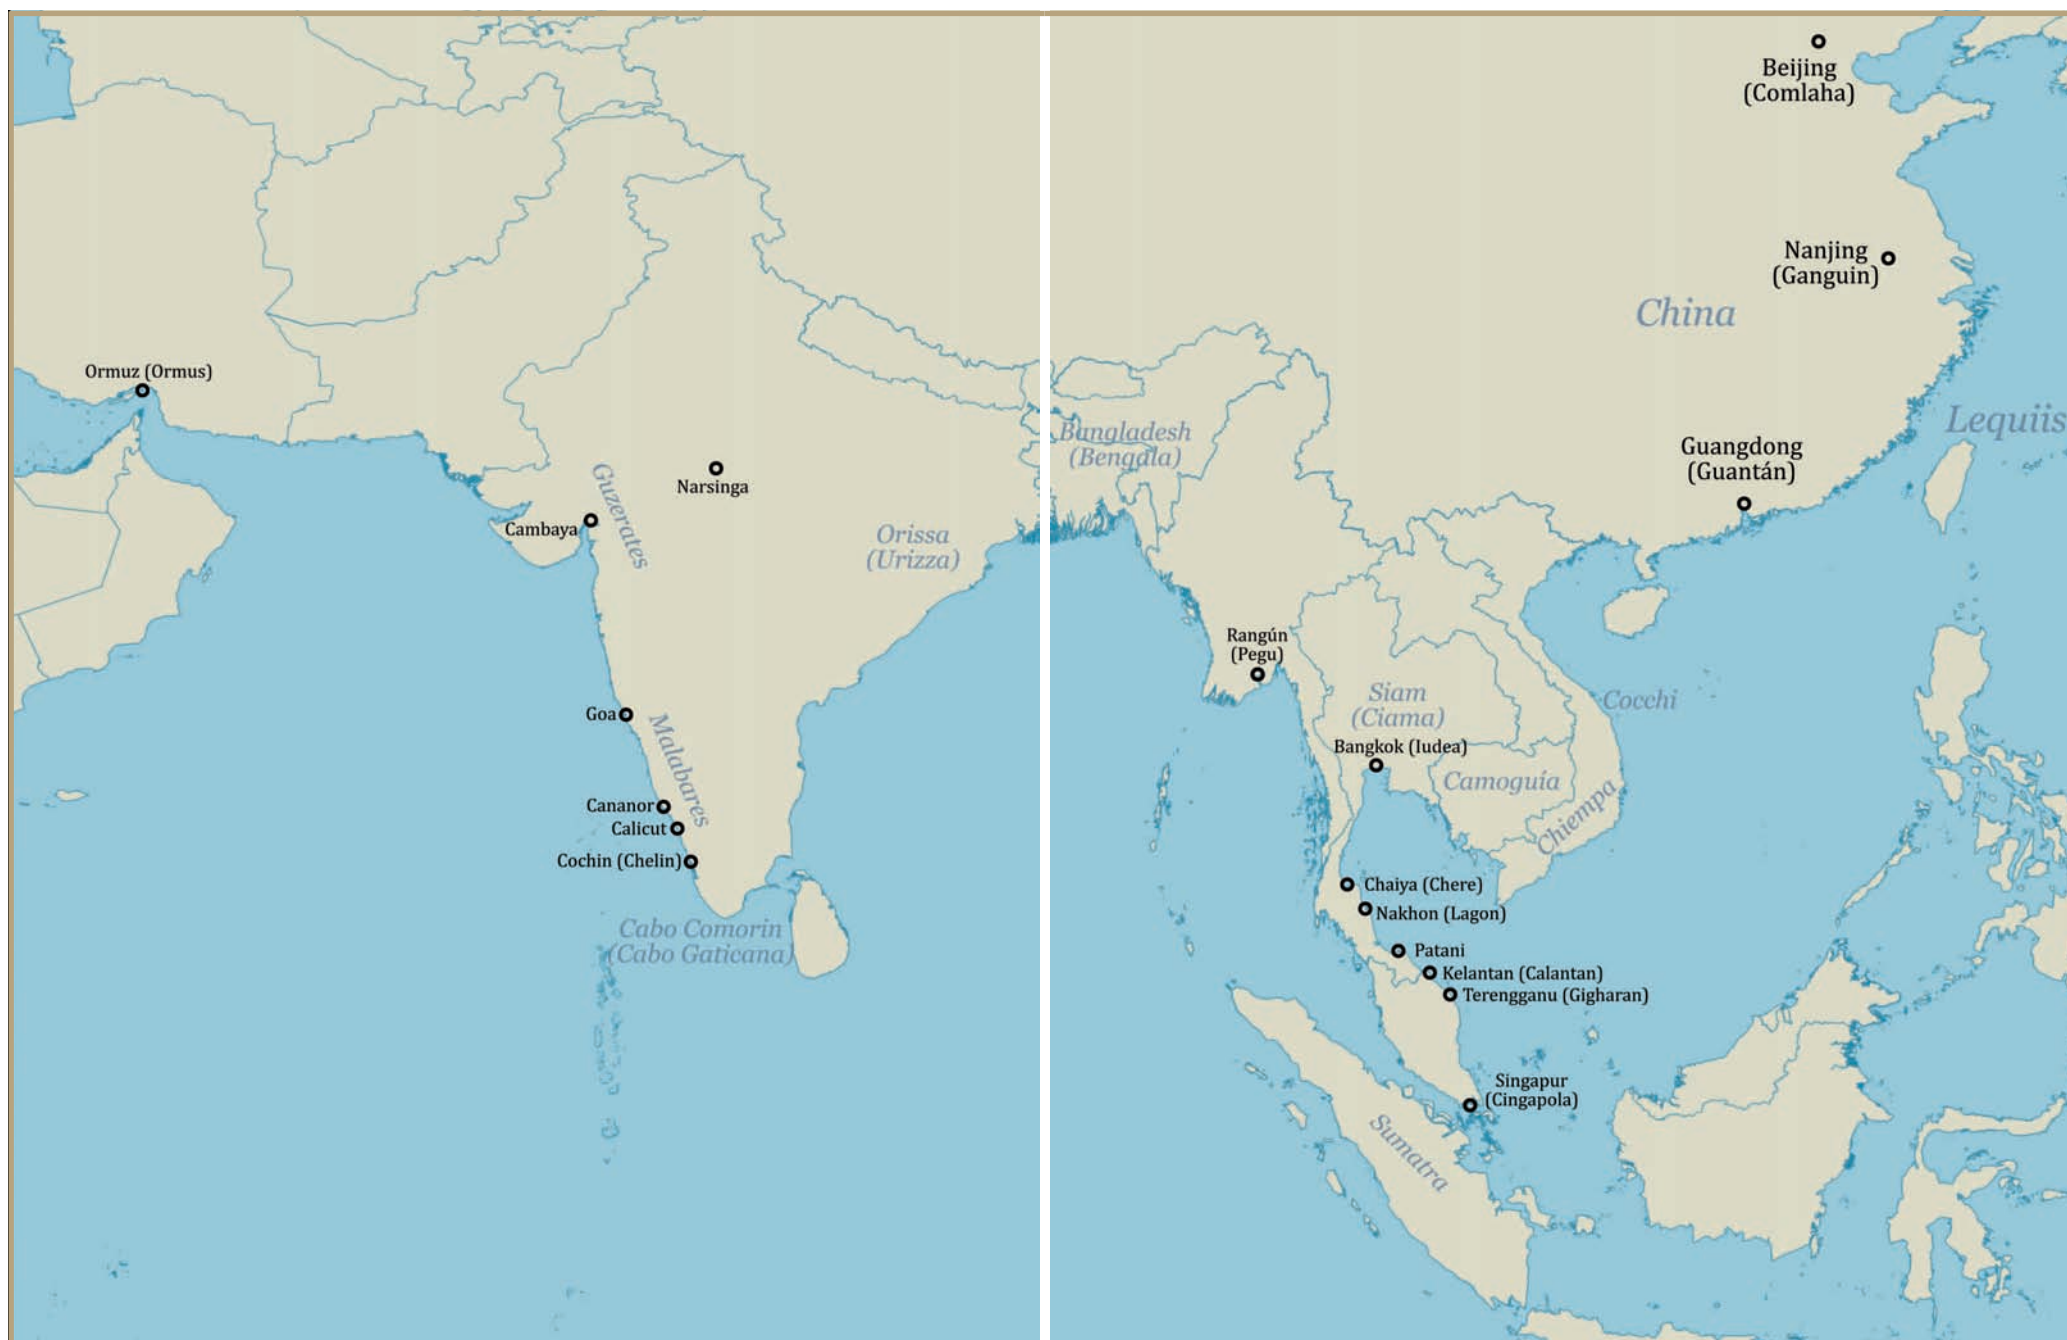 Ormuz (Ormus)
Narsinga
Guzerates
Cambaya
Orissa
(Urizza)
Goa
Malabares
Cananor
Calicut
Cochin (Chelin)
Cabo Comorin
(Cabo Gaticana)
Beijing
(Comlaha)
Nanjing
(Ganguin)
China
Lequiis
Bangladesh
(Bengala)
Guangdong
(Guantán)
Rangún
(Pegu)
Siam
(Ciama)
Cocchi
Bangkok (Iudea)
Camoguía
Chiempa
Chaiya (Chere)
Nakhon (Lagon)
Patani
Kelantan (Calantan)
Terengganu (Gigharan)
Singapur
(Cingapola)
Sumatra